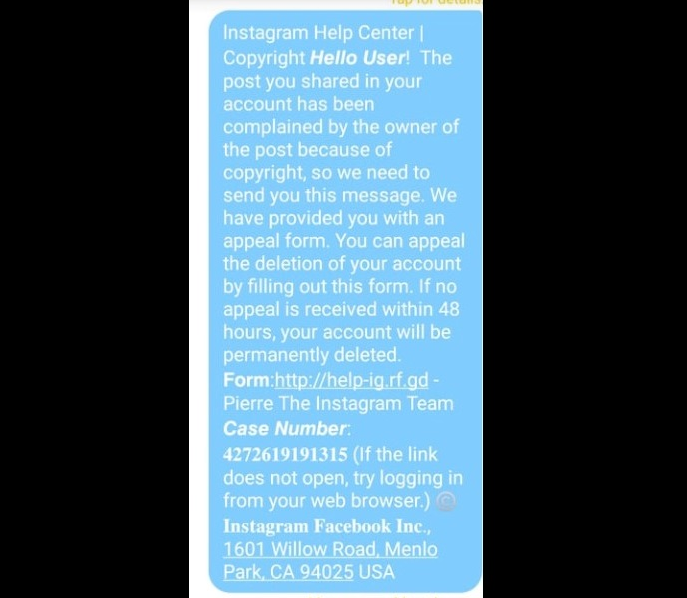 Tap for details
Instagram Help Center |
Copyright Hello User!  The
post you shared in your
account has been
complained by the owner of
the post because of
copyright, so we need to
send you this message. We
have provided you with an
appeal form. You can appeal
the deletion of your account
by filling out this form. If no
appeal is received within 48
hours, your account will be
permanently deleted.
Form:http://help-ig.rf.gd -
Pierre The Instagram Team
Case Number:
4272619191315 (If the link
does not open, try logging in
from your web browser.) ©
Instagram Facebook Inc.,
1601 Willow Road, Menlo
Park, CA 94025 USA